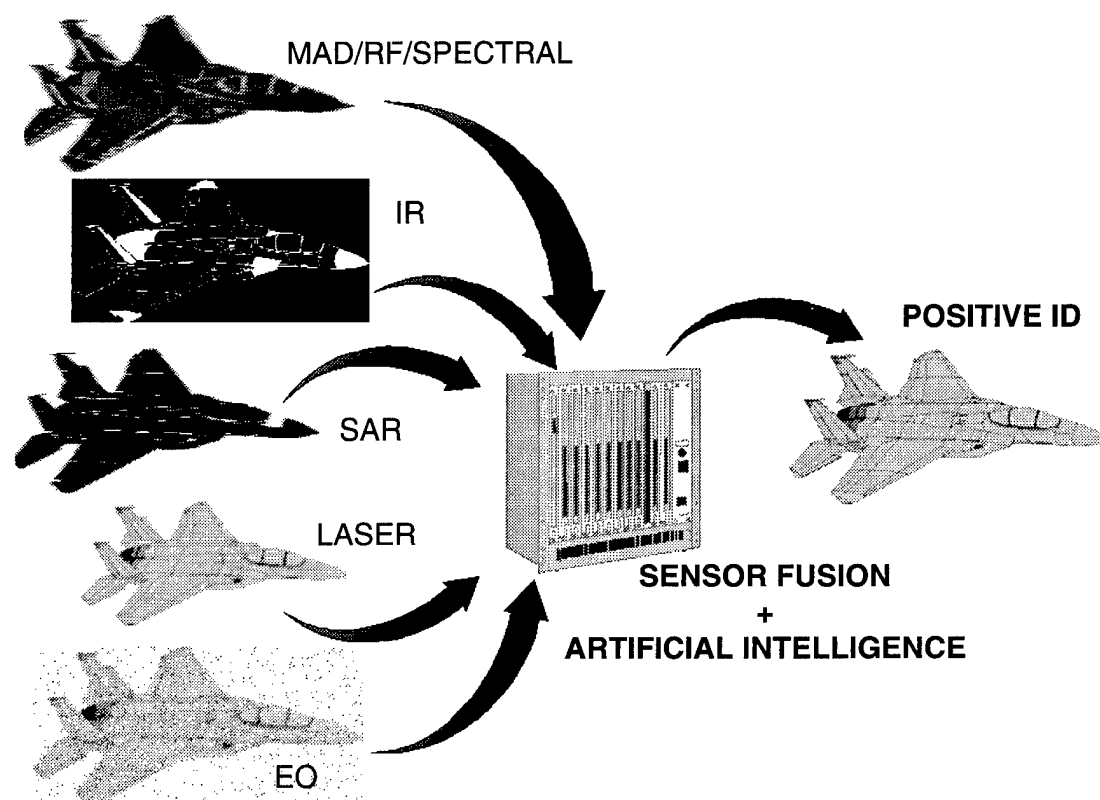 MAD/RF/SPECTRAL
IR
SAR
LASER
EO
SENSOR FUSION
+
ARTIFICIAL INTELLIGENCE
POSITIVE ID